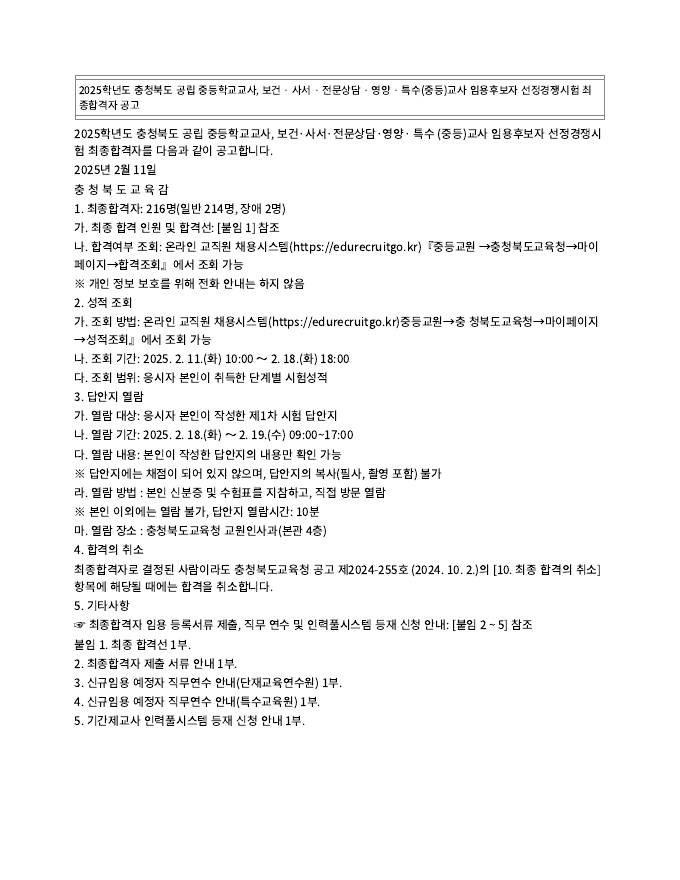 2025학년도 충청북도 공립 중등학교교사, 보건 · 사서 · 전문상담 · 영양 · 특수(중등)교사 임용후보자 선정경쟁시험 최
종합격자 공고
2025학년도 충청북도 공립 중등학교교사, 보건·사서·전문상담·영양·특수 (중등)교사 임용후보자 선정경쟁시
험 최종합격자를 다음과 같이 공고합니다.
2025년 2월 11일
충 청 북 도 교 육 감
1. 최종합격자: 216명(일반 214명, 장애 2명)
가. 최종 합격 인원 및 합격선: [붙임 1] 참조
나. 합격여부 조회: 온라인 교직원 채용시스템(https://edurecruitgo.kr)『중등교원 →충청북도교육청→마이
페이지→합격조회』에서 조회 가능
※ 개인 정보 보호를 위해 전화 안내는 하지 않음
2. 성적 조회
가. 조회 방법: 온라인 교직원 채용시스템(https://edurecruitgo.kr)중등교원→충 청북도교육청→마이페이지
→성적조회』에서 조회 가능
나. 조회 기간: 2025. 2. 11.(화) 10:00 ～ 2. 18.(화) 18:00
다. 조회 범위: 응시자 본인이 취득한 단계별 시험성적
3. 답안지 열람
가. 열람 대상: 응시자 본인이 작성한 제1차 시험 답안지
나. 열람 기간: 2025. 2. 18.(화) ～ 2. 19.(수) 09:00~17:00
다. 열람 내용: 본인이 작성한 답안지의 내용만 확인 가능
※ 답안지에는 채점이 되어 있지 않으며, 답안지의 복사(필사, 촬영 포함) 불가
라. 열람 방법 : 본인 신분증 및 수험표를 지참하고, 직접 방문 열람
※ 본인 이외에는 열람 불가, 답안지 열람시간: 10분
마. 열람 장소 : 충청북도교육청 교원인사과(본관 4층)
4. 합격의 취소
최종합격자로 결정된 사람이라도 충청북도교육청 공고 제2024-255호 (2024. 10. 2.)의 [10. 최종 합격의 취소]
항목에 해당될 때에는 합격을 취소합니다.
5. 기타사항
☞ 최종합격자 임용 등록서류 제출, 직무 연수 및 인력풀시스템 등재 신청 안내: [붙임 2 ~ 5] 참조
붙임 1. 최종 합격선 1부.
2. 최종합격자 제출 서류 안내 1부.
3. 신규임용 예정자 직무연수 안내(단재교육연수원) 1부.
4. 신규임용 예정자 직무연수 안내(특수교육원) 1부.
5. 기간제교사 인력풀시스템 등재 신청 안내 1부.